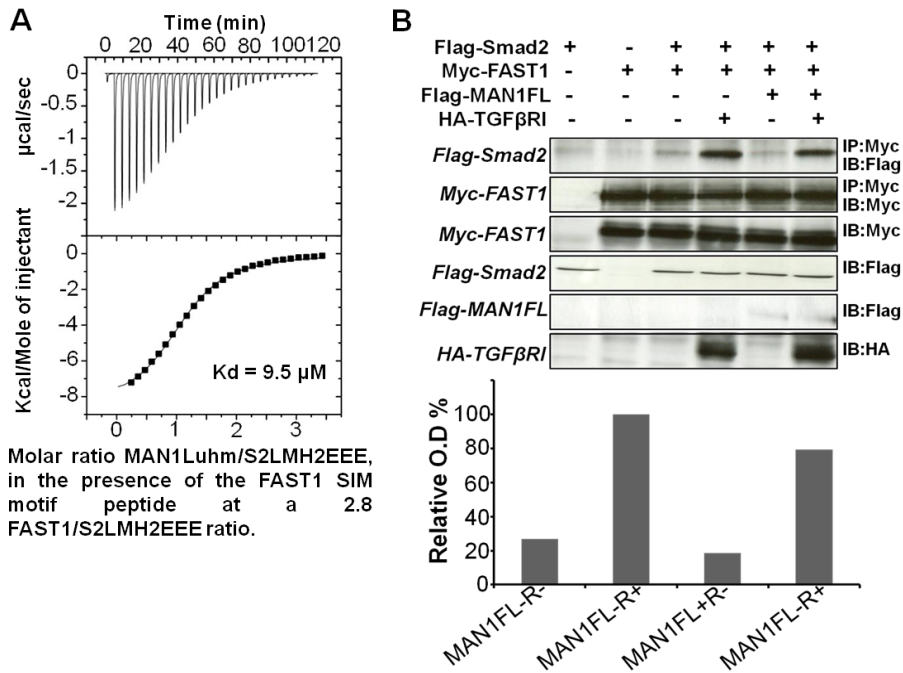 A
Time (min)
0 20 40 60 80 100120
0
-0.5
-1
-1.5
-2
µcal/sec
0
-2
-4
-6
-8
Kcal/Mole of injectant
Kd = 9.5 µM
0 1 2 3
Molar ratio MAN1Luhm/S2LMH2EEE,
in the presence of the FAST1 SIM
motif peptide at a 2.8
FAST1/S2LMH2EEE ratio.
B
Flag-Smad2 + - + + + +
Myc-FAST1 - + + + + +
Flag-MAN1FL - - - - + +
HA-TGFβRI - - - + - +
Flag-Smad2 IP:Myc
IB:Flag
Myc-FAST1 IP:Myc
IB:Myc
Myc-FAST1 IB:Myc
Flag-Smad2 IB:Flag
Flag-MAN1FL IB:Flag
HA-TGFβRI IB:HA
Relative O.D %
100
80
60
40
20
0
MAN1FL-R-
MAN1FL-R+
MAN1FL+R-
MAN1FL-R+